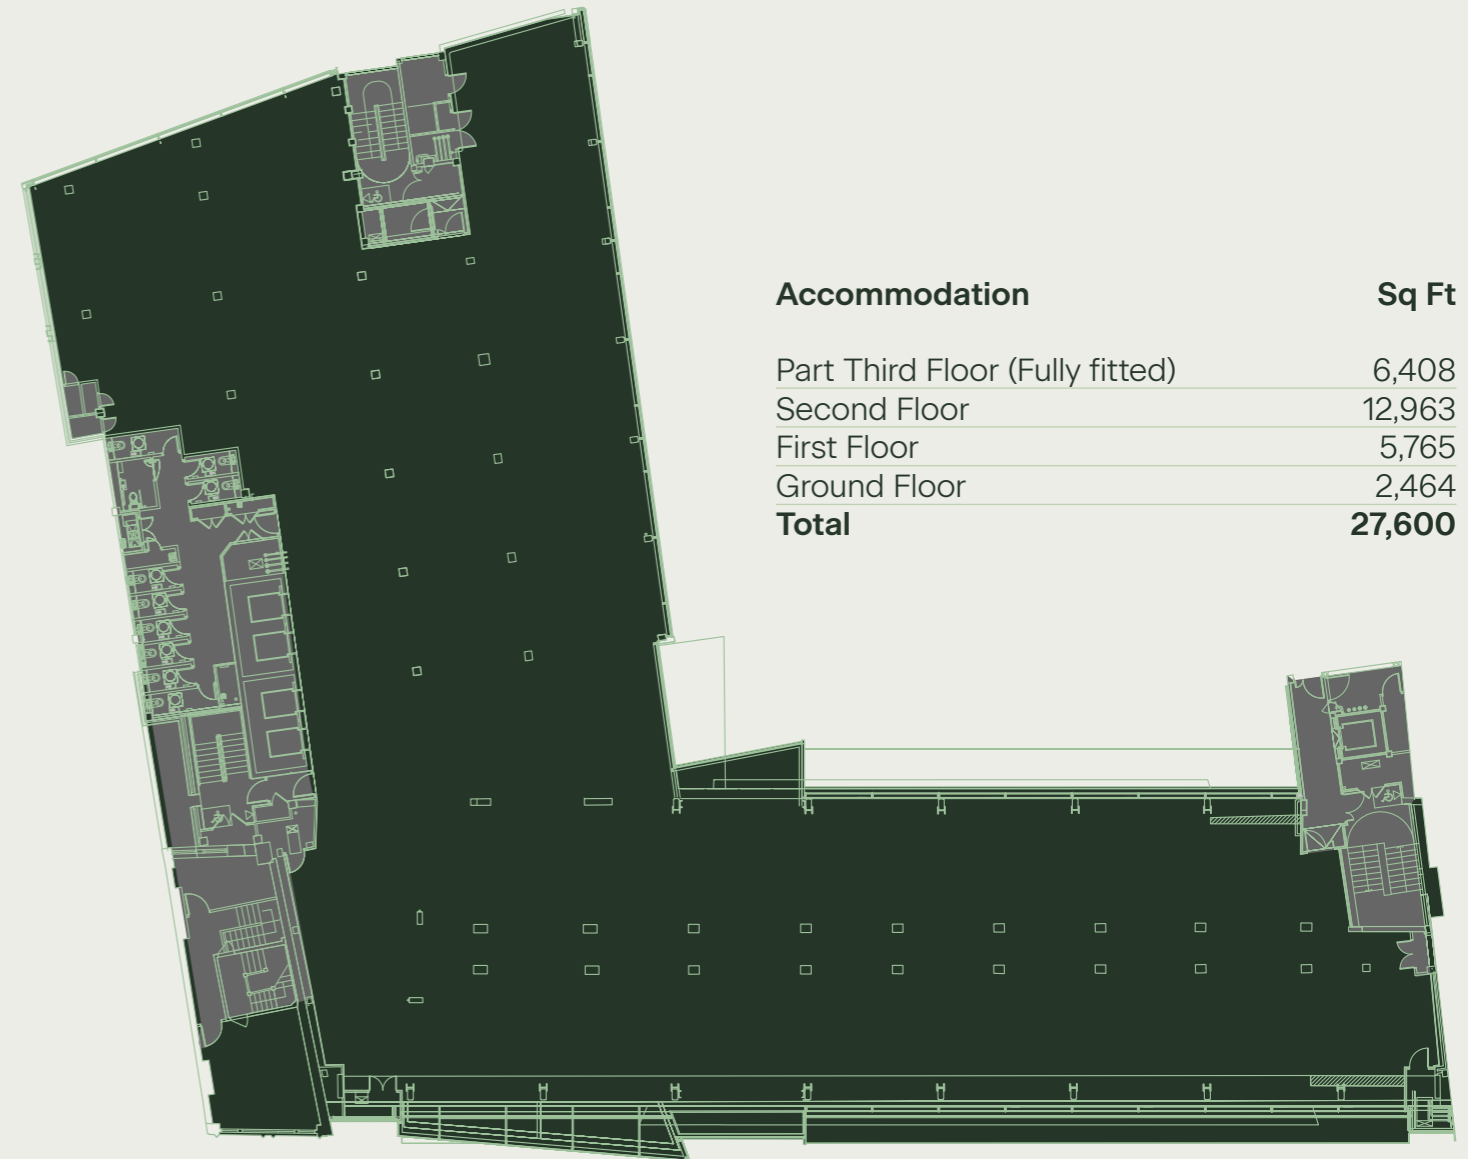 Accommodation Sq Ft
Part Third Floor (Fully fitted) 6,408
Second Floor 12,963
First Floor 5,765
Ground Floor 2,464
Total 27,600